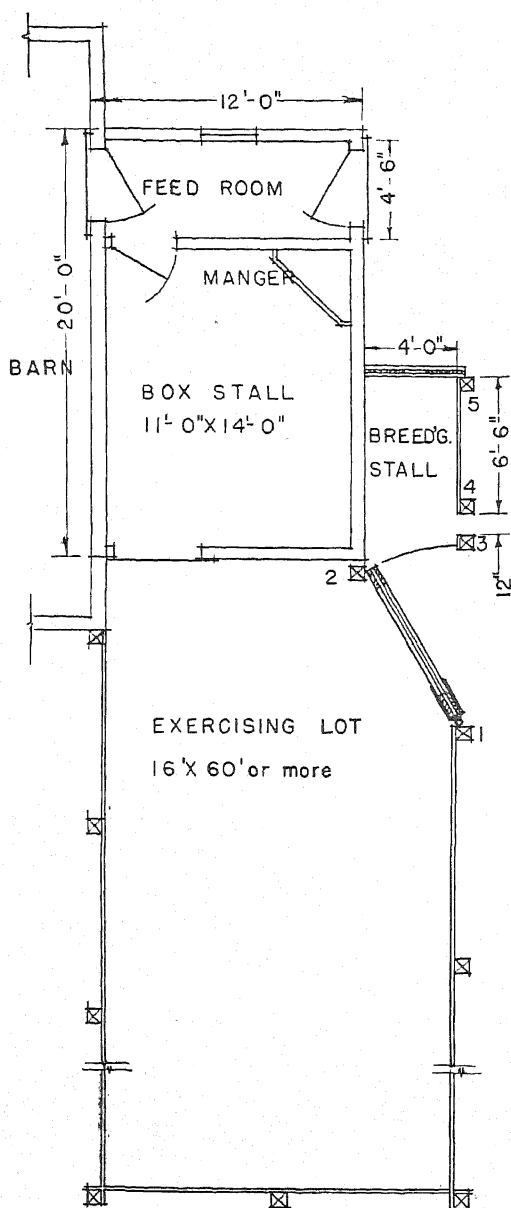 12'-0"
FEED ROOM
4'-6"
MANGER
20'-0"
BARN
4'-0"
BOX STALL
11'-0"X14'-0"
5
BREED'G.
STALL
6'-6"
4
3
2
12"
EXERCISING LOT
16'X 60' or more
1